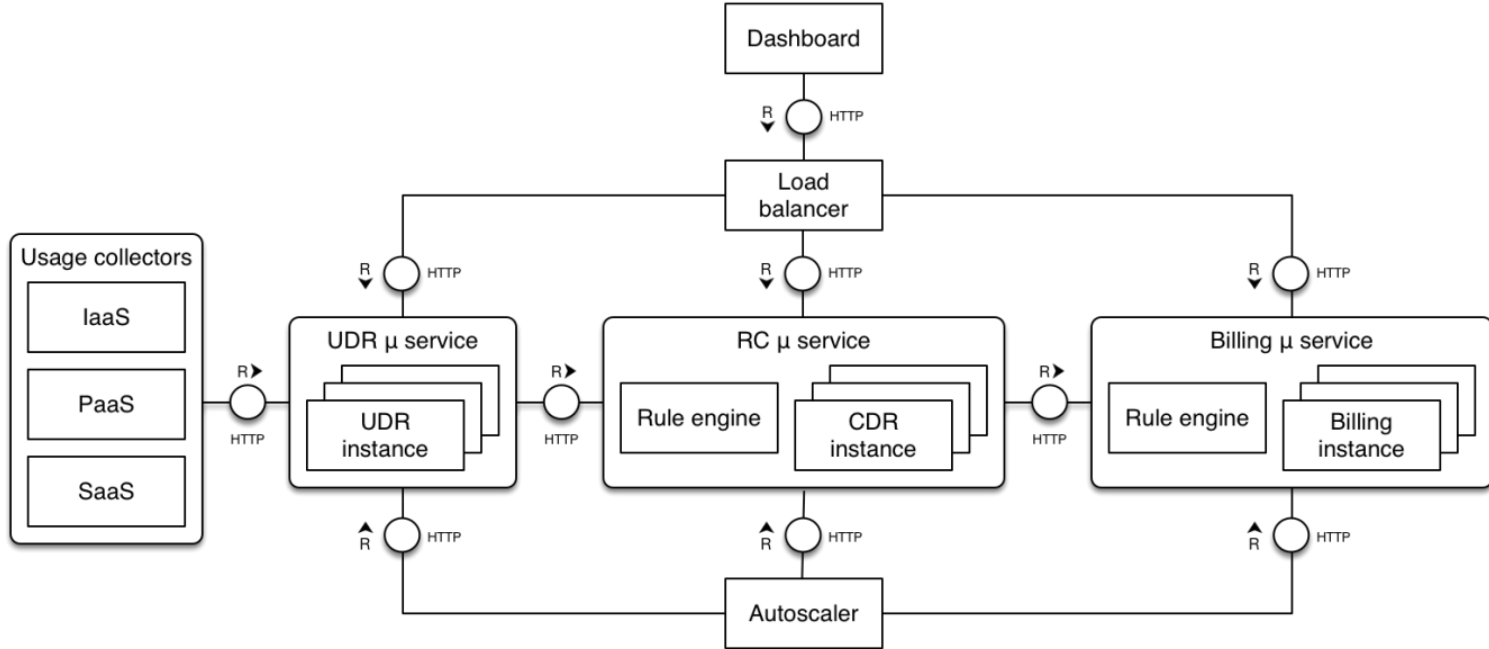 Dashboard
R
HTTP
Load
balancer
R
HTTP
R
HTTP
R
HTTP
Usage collectors
IaaS
PaaS
SaaS
R
HTTP
UDR μ service
UDR
instance
R
HTTP
RC μ service
Rule engine
CDR
instance
R
HTTP
Billing μ service
Rule engine
Billing
instance
R
HTTP
R
HTTP
R
HTTP
Autoscaler